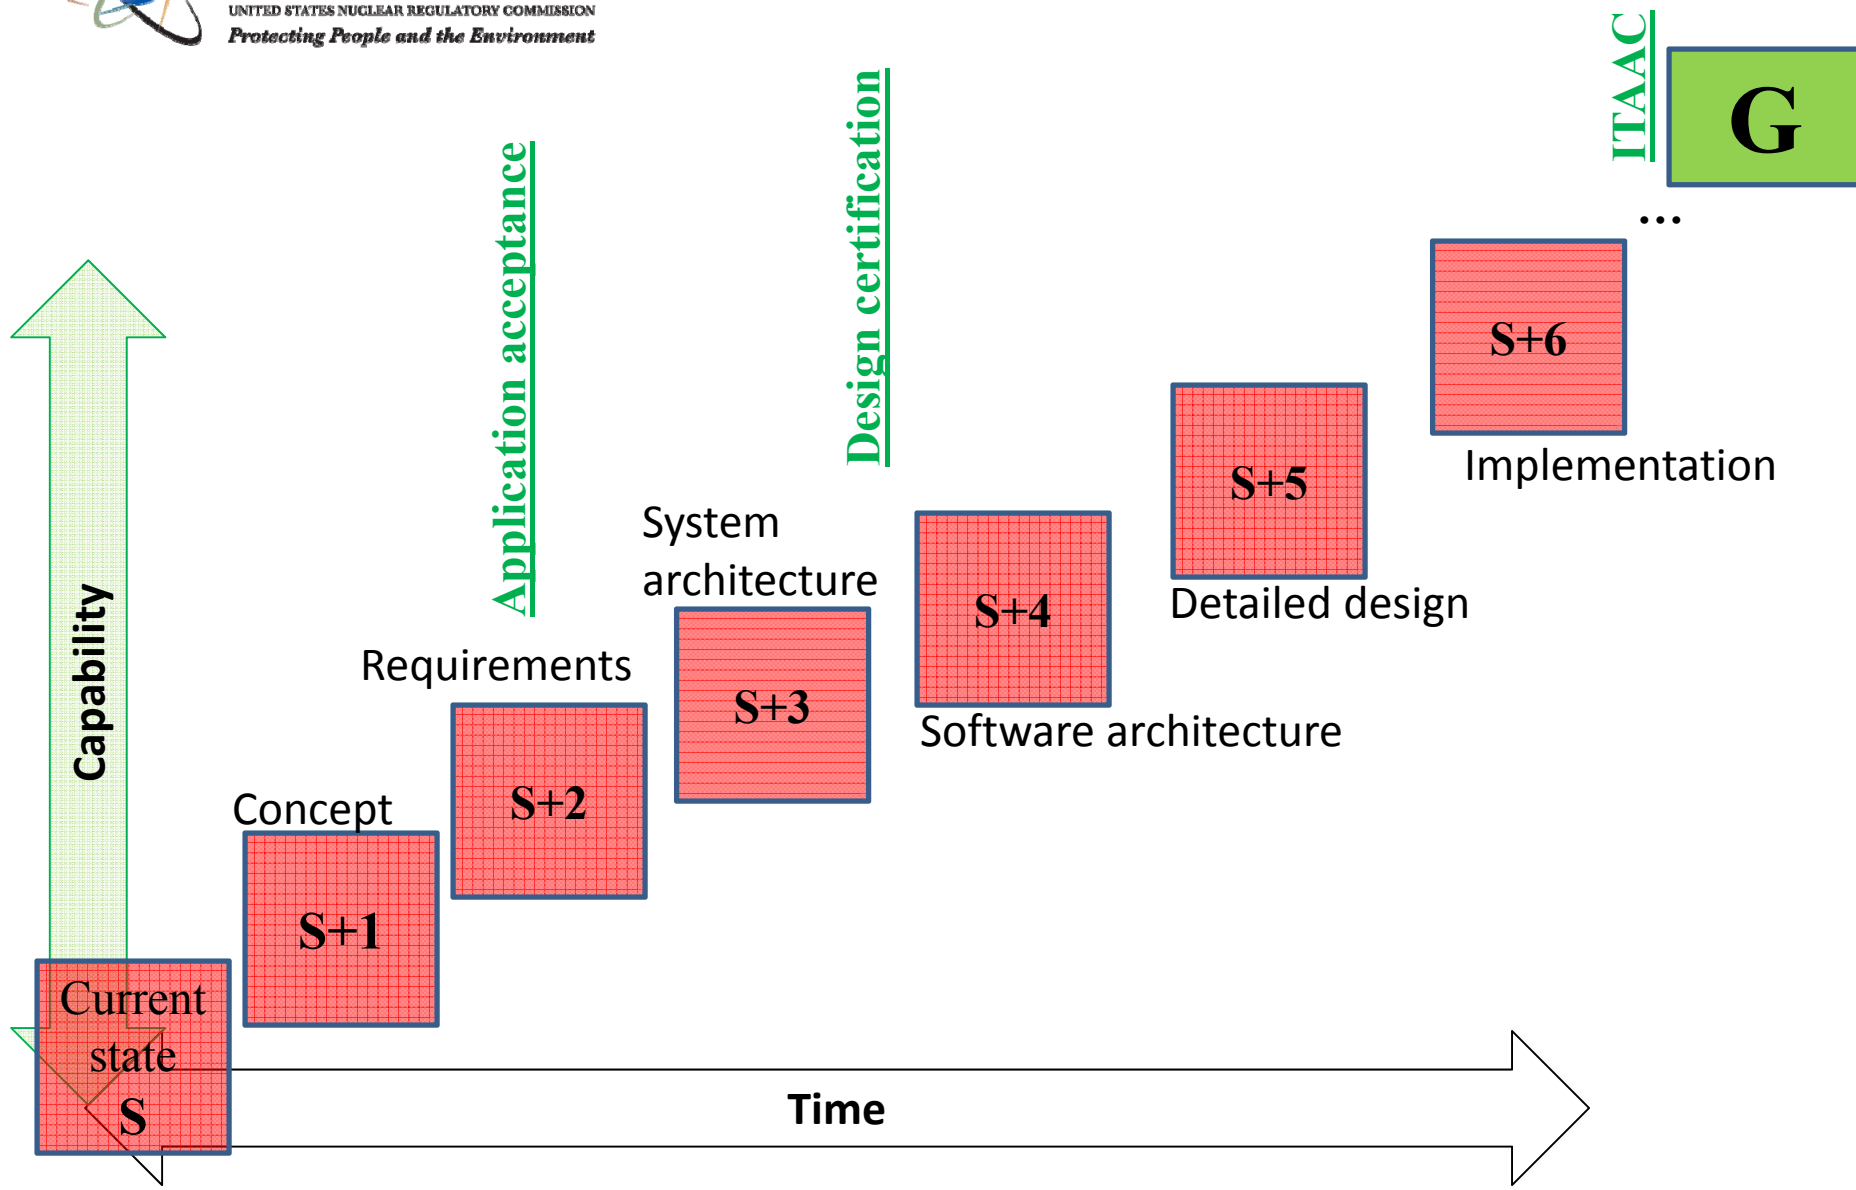 UNITED STATES NUCLEAR REGULATORY COMMISSION
Protecting People and the Environment
ITAAC
G
...
Design certification
Application acceptance
S+6
Implementation
S+5
Detailed design
System
architecture
S+4
Software architecture
S+3
Requirements
S+2
Capability
Concept
S+1
Current
state
S
Time